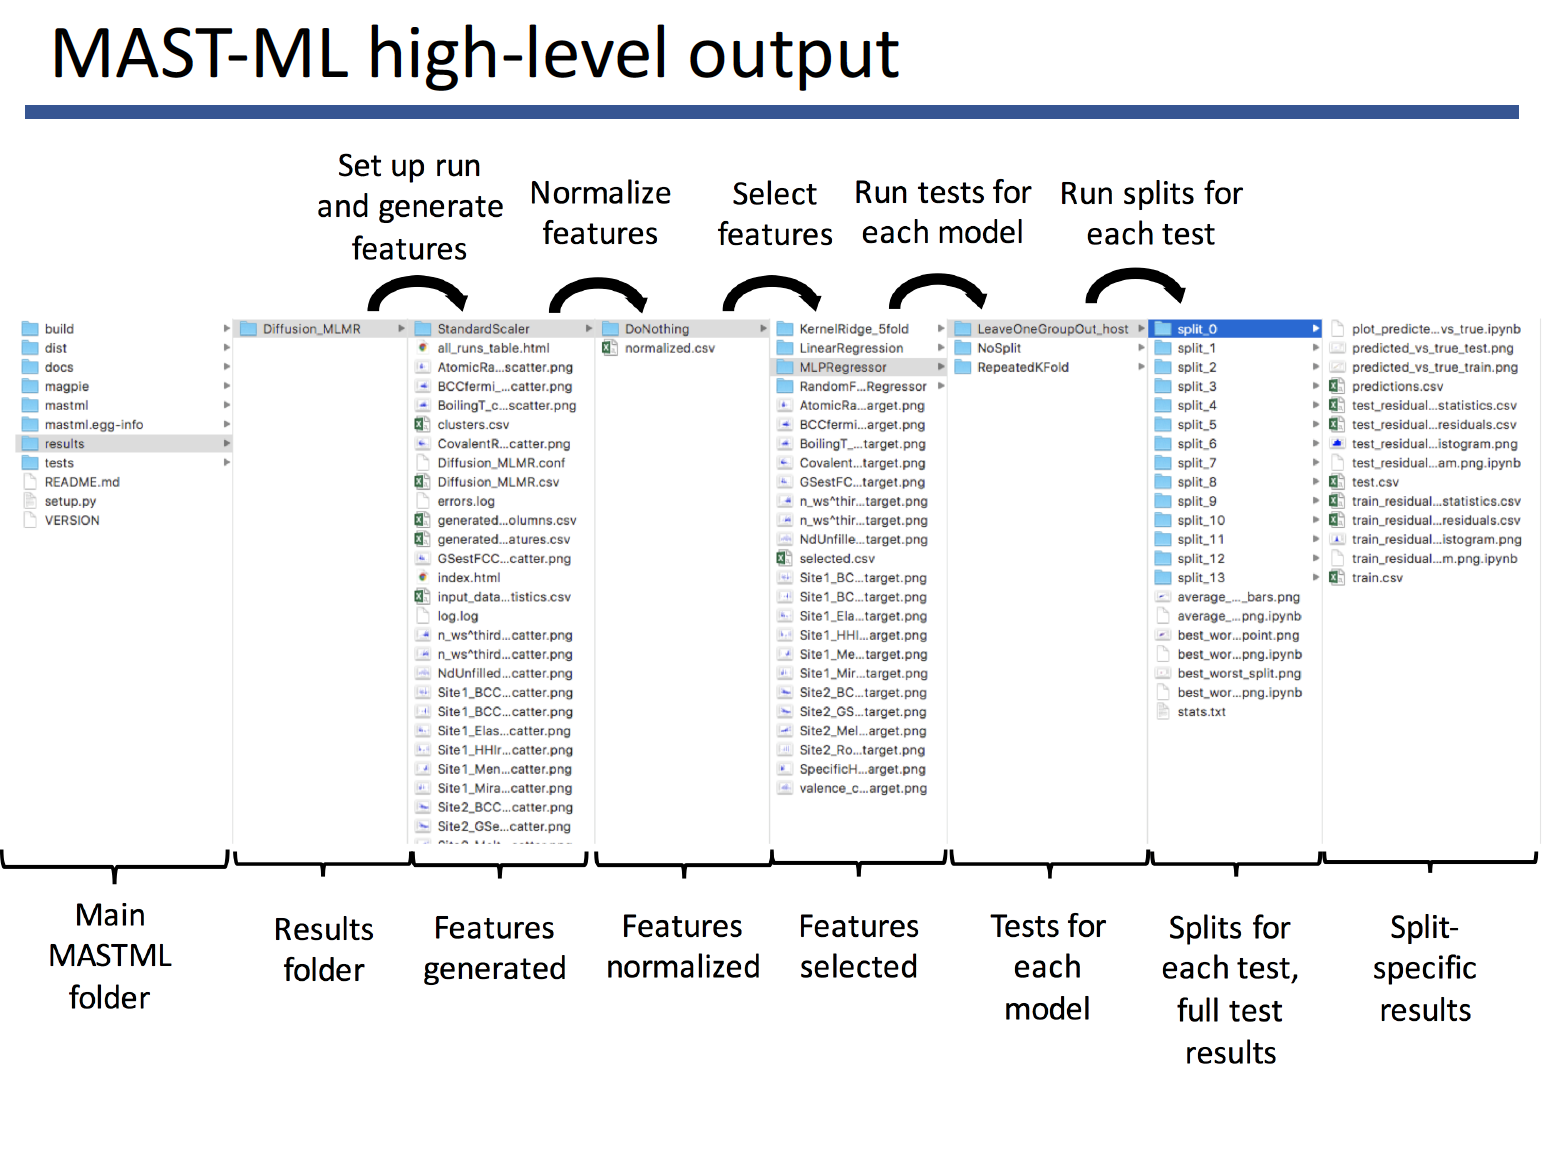 MAST-ML high-level output
Set up run
and generate
features
Normalize
features
Select
features
Run tests for
each model
Run splits for
each test
build
dist
docs
magpie
mastml
mastml.egg-info
results
tests
README.md
setup.py
VERSION
Diffusion_MLMR
StandardScaler
all_runs_table.html
AtomicRa...scatter.png
BCCfermi_...catter.png
BoilingT_c...scatter.png
clusters.csv
CovalentR...catter.png
Diffusion_MLMR.conf
Diffusion_MLMR.csv
errors.log
generated...olumns.csv
generated...atures.csv
GSestFCC...catter.png
index.html
input_data...tistics.csv
log.log
n_ws^third...catter.png
n_ws^third...catter.png
NdUnfilled...catter.png
Site1_BCC...catter.png
Site1_BCC...catter.png
Site1_Elas...catter.png
Site1_HHIr...catter.png
Site1_Men...catter.png
Site1_Mira...catter.png
Site2_BCC...catter.png
Site2_GSe...catter.png
DoNothing
normalized.csv
KernelRidge_5fold
LinearRegression
MLPRegressor
RandomF...Regressor
AtomicRa...arget.png
BCCfermi...arget.png
BoilingT_...target.png
Covalent...target.png
GSestFC...target.png
n_ws^thir...target.png
n_ws^thir...target.png
NdUnfille...target.png
selected.csv
Site1_BC...target.png
Site1_BC...target.png
Site1_Ela...target.png
Site1_HHI...arget.png
Site1_Me...target.png
Site1_Mir...target.png
Site2_BC...target.png
Site2_GS...target.png
Site2_Mel...arget.png
Site2_Ro...target.png
SpecificH...arget.png
valence_c...arget.png
LeaveOneGroupOut_host
NoSplit
RepeatedKFold
split_0
split_1
split_2
split_3
split_4
split_5
split_6
split_7
split_8
split_9
split_10
split_11
split_12
split_13
average_..._bars.png
average_...png.ipynb
best_wor...point.png
best_wor...png.ipynb
best_worst_split.png
best_wor...png.ipynb
stats.txt
plot_predicte...vs_true.ipynb
predicted_vs_true_test.png
predicted_vs_true_train.png
predictions.csv
test_residual...statistics.csv
test_residual...residuals.csv
test_residual...istogram.png
test_residual...am.png.ipynb
test.csv
train_residual...statistics.csv
train_residual...residuals.csv
train_residual...istogram.png
train_residual...m.png.ipynb
train.csv
Main
MASTML
folder
Results
folder
Features
generated
Features
normalized
Features
selected
Tests for
each
model
Splits for
each test,
full test
results
Split-
specific
results